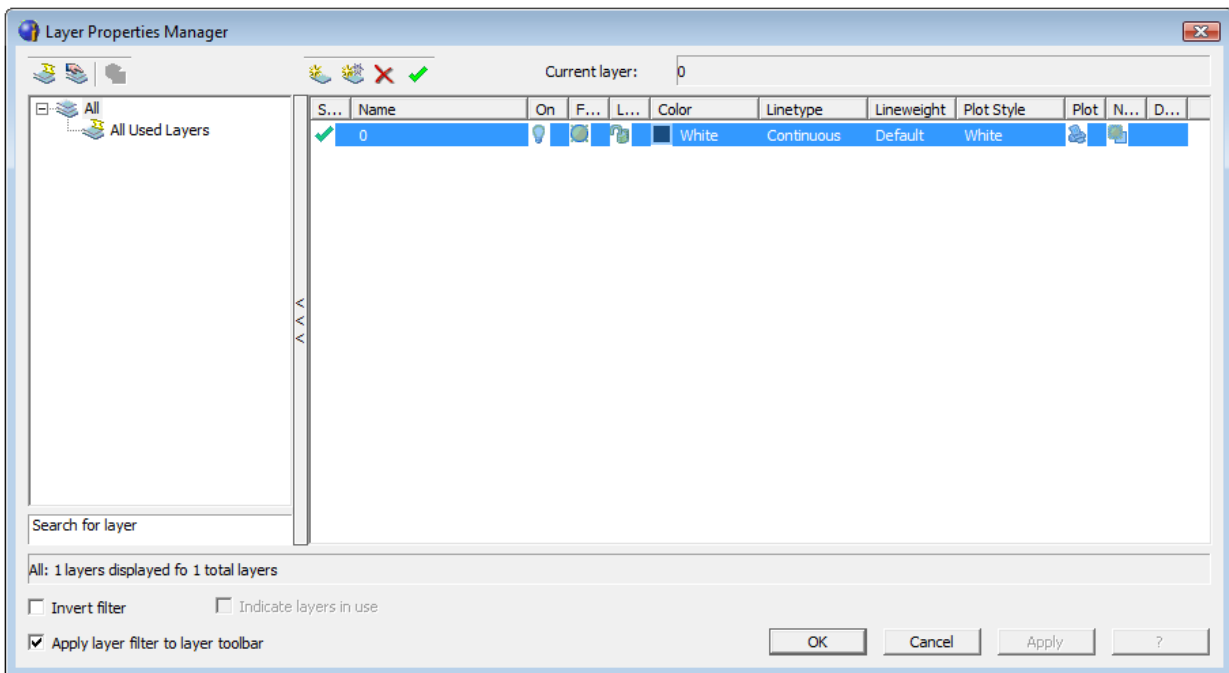 Layer Properties Manager
Current layer: 0
All
All Used Layers
S... Name On F... L... Color Linetype Lineweight Plot Style Plot N... D...
0 White Continuous Default White
<
<
<
Search for layer
All: 1 layers displayed fo 1 total layers
Invert filter Indicate layers in use
Apply layer filter to layer toolbar
OK Cancel Apply ?